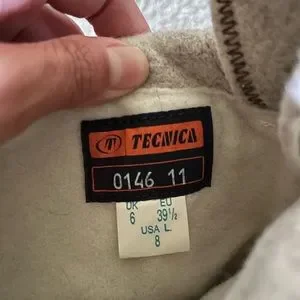 TECNICA
0146 11
UK EU
6 39½
USA L.
8